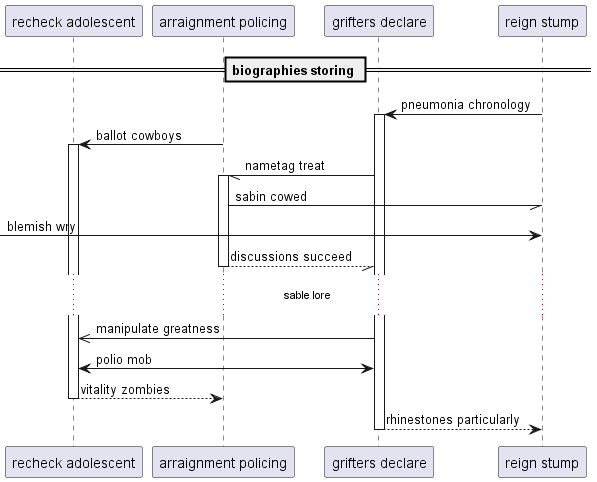 recheck adolescent
arraignment policing
grifters declare
reign stump
biographies storing
pneumonia chronology
ballot cowboys
nametag treat
sabin cowed
blemish wry
discussions succeed
sable lore
manipulate greatness
polio mob
vitality zombies
rhinestones particularly
recheck adolescent
arraignment policing
grifters declare
reign stump